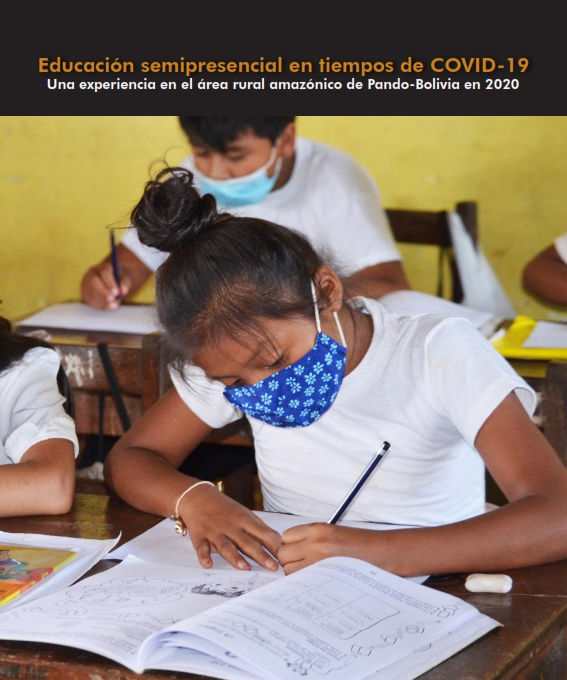 Educación semipresencial en tiempos de COVID-19
Una experiencia en el área rural amazónico de Pando-Bolivia en 2020